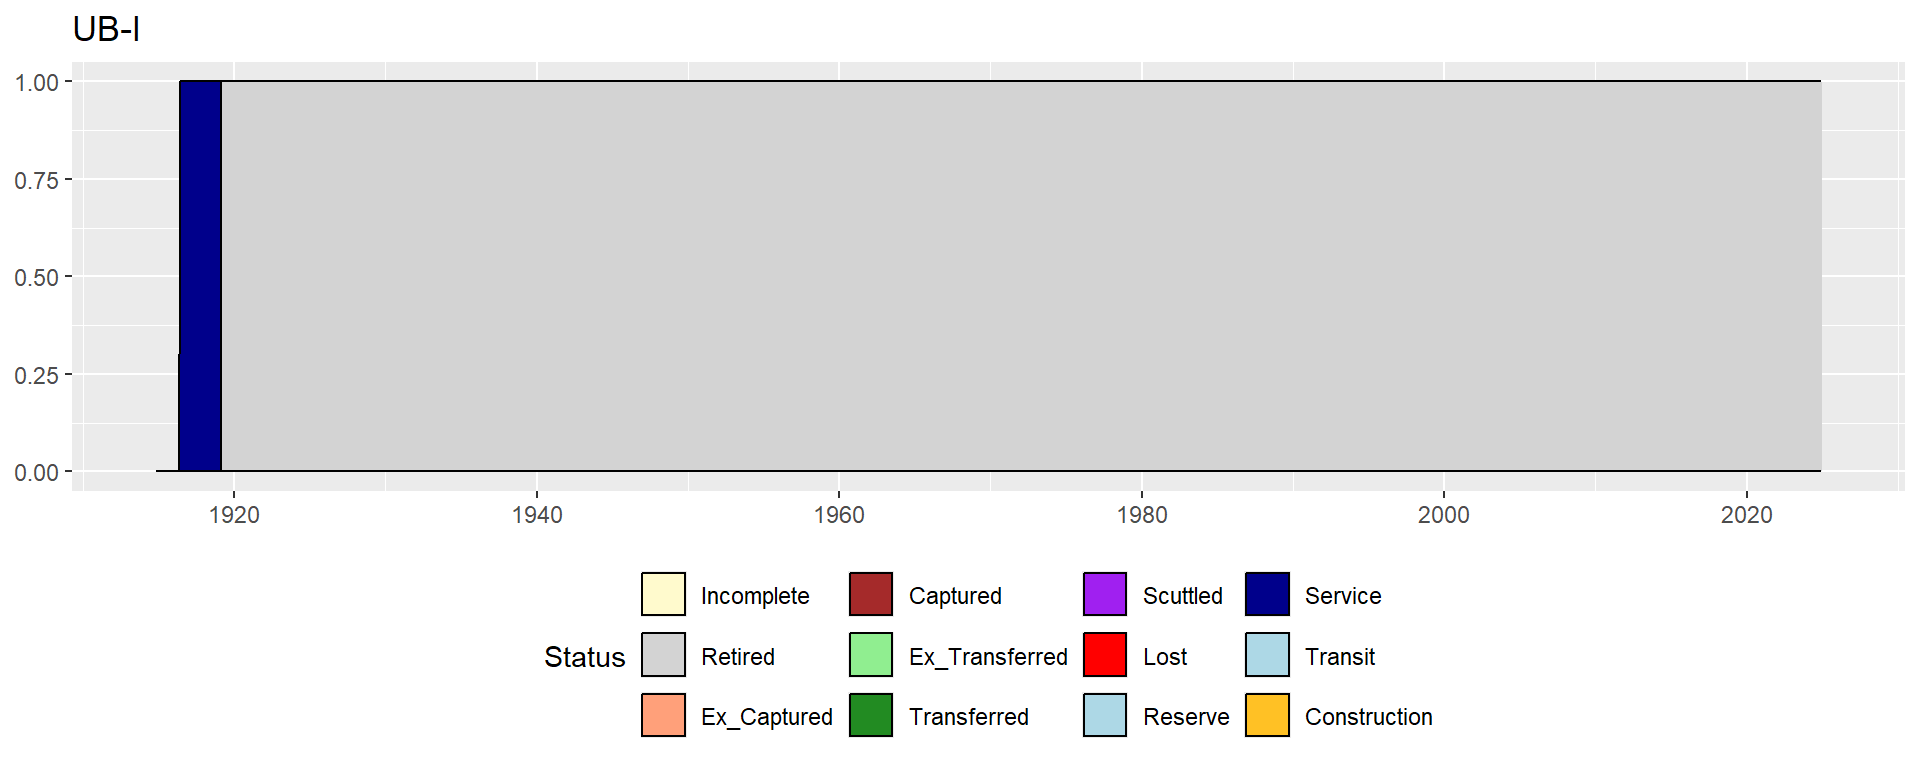 UB-I
1.00
0.75
0.50
0.25
0.00
1920 1940 1960 1980 2000 2020
Status
Incomplete Captured Scuttled Service
Retired Ex_Transferred Lost Transit
Ex_Captured Transferred Reserve Construction